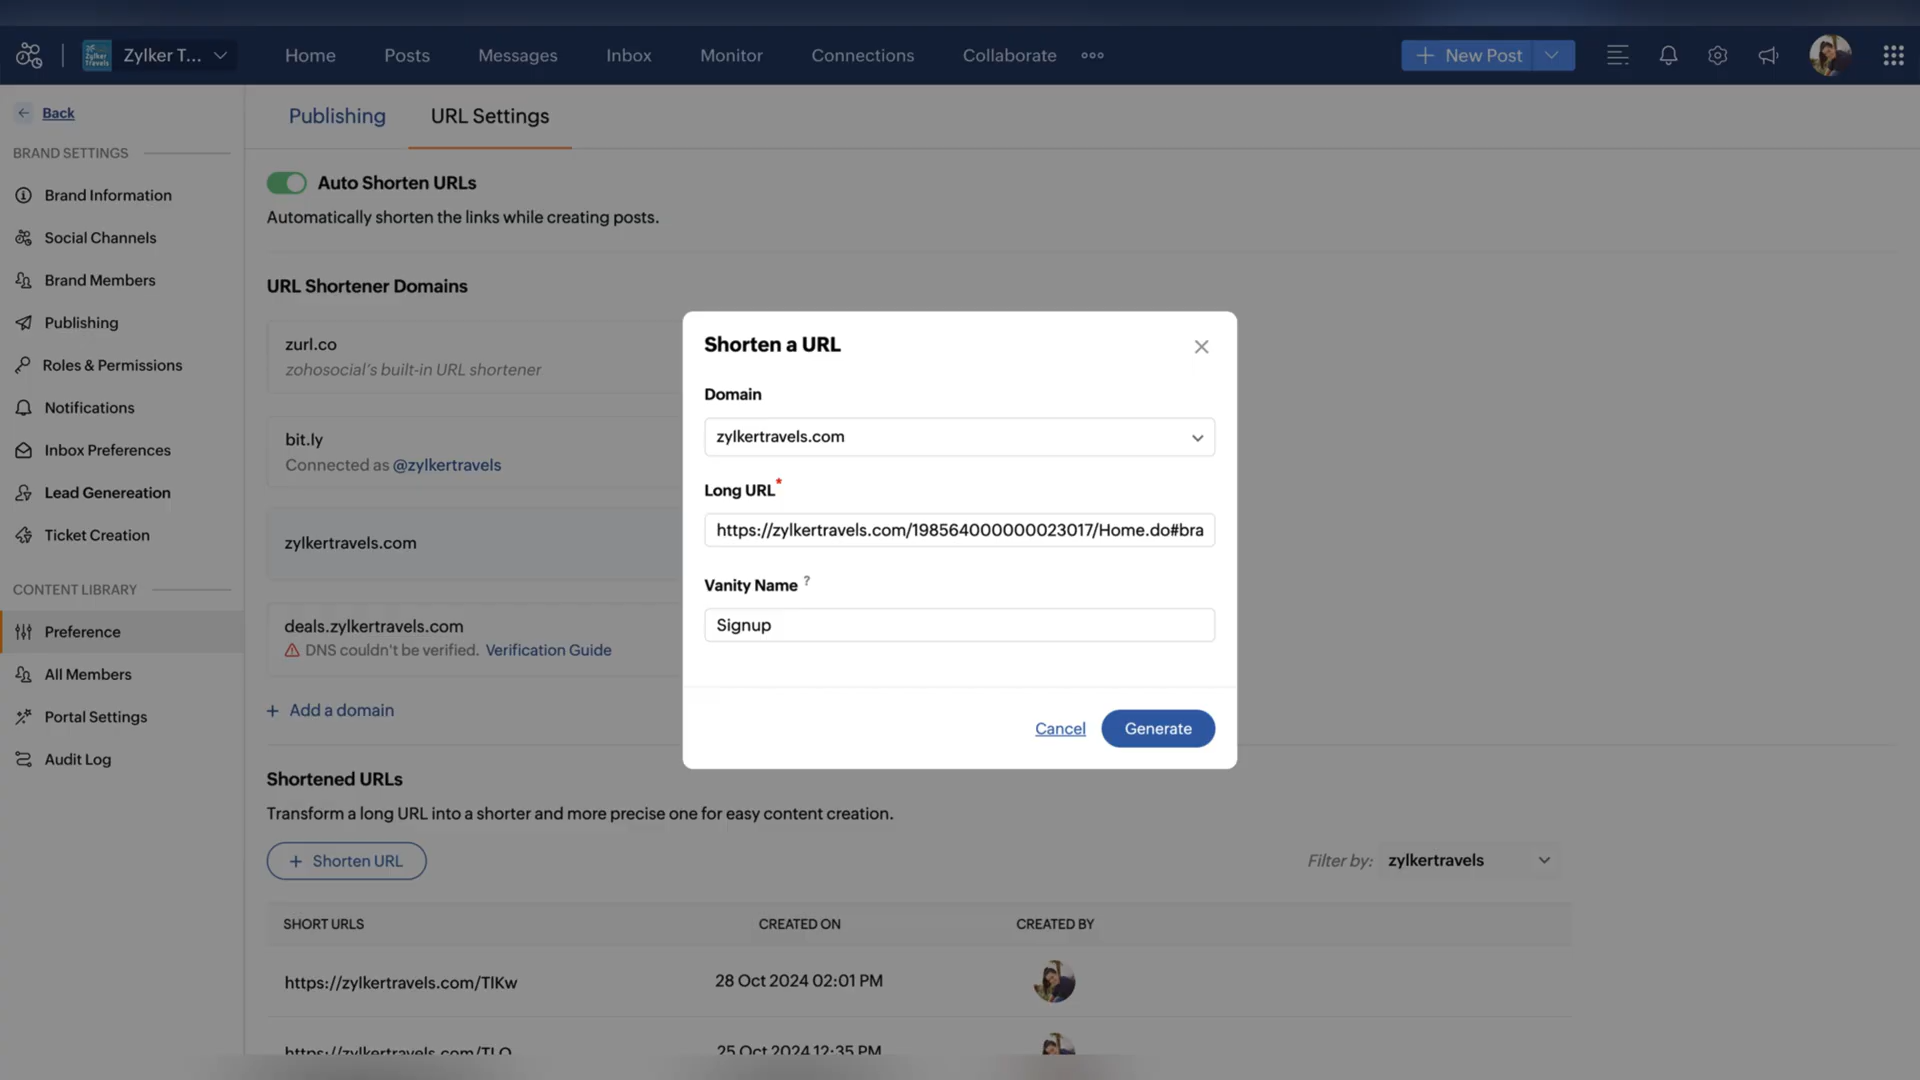 Zylker T...
Home
Posts
Messages
Inbox
Monitor
Connections
Collaborate
+ New Post
Back
Publishing
URL Settings
BRAND SETTINGS
Brand Information
Social Channels
Brand Members
Publishing
Roles & Permissions
Notifications
Inbox Preferences
Lead Genereation
Ticket Creation
CONTENT LIBRARY
Preference
All Members
Portal Settings
Audit Log
Auto Shorten URLs
Automatically shorten the links while creating posts.
URL Shortener Domains
zurl.co
zohosocial's built-in URL shortener
bit.ly
Connected as @zylkertravels
zylkertravels.com
deals.zylkertravels.com
DNS couldn't be verified. Verification Guide
+ Add a domain
Shorten a URL
Domain
zylkertravels.com
Long URL*
https://zylkertravels.com/198564000000023017/Home.do#bra
Vanity Name ?
Signup
Cancel
Generate
Shortened URLs
Transform a long URL into a shorter and more precise one for easy content creation.
+ Shorten URL
Filter by: zylkertravels
SHORT URLS
CREATED ON
CREATED BY
https://zylkertravels.com/TIKw
28 Oct 2024 02:01 PM
25 Oct 2024 12:35 PM